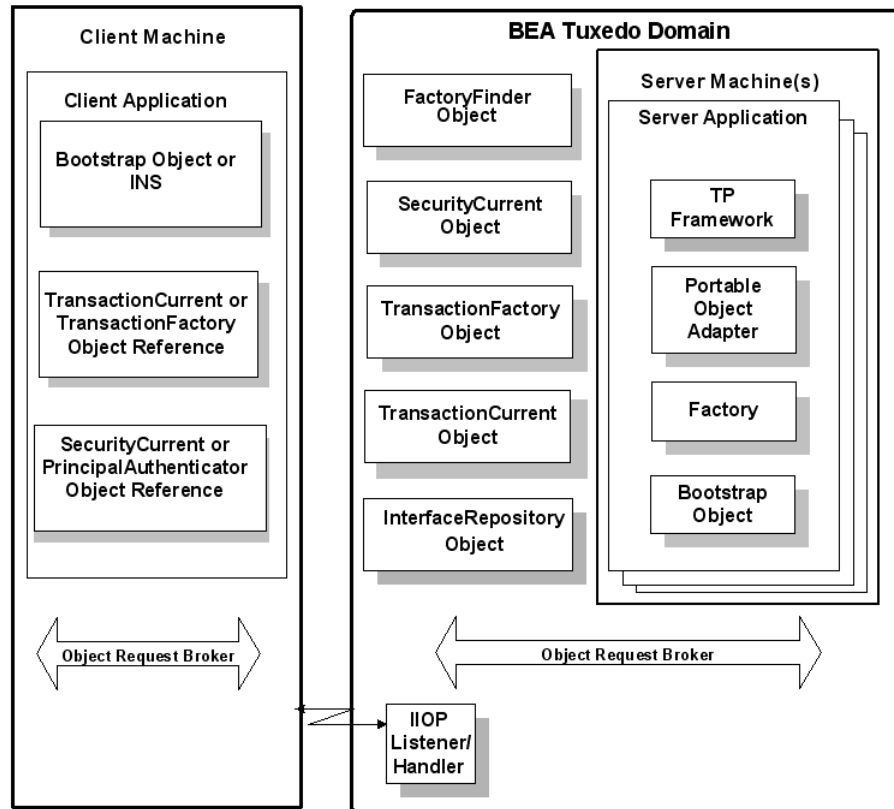 Client Machine
Client Application
Bootstrap Object or
INS
TransactionCurrent or
TransactionFactory
Object Reference
SecurityCurrent or
PrincipalAuthenticator
Object Reference
Object Request Broker
BEA Tuxedo Domain
FactoryFinder
Object
SecurityCurrent
Object
TransactionFactory
Object
TransactionCurrent
Object
InterfaceRepository
Object
Server Machine(s)
Server Application
TP
Framework
Portable
Object
Adapter
Factory
Bootstrap
Object
Object Request Broker
IIOP
Listener/
Handler